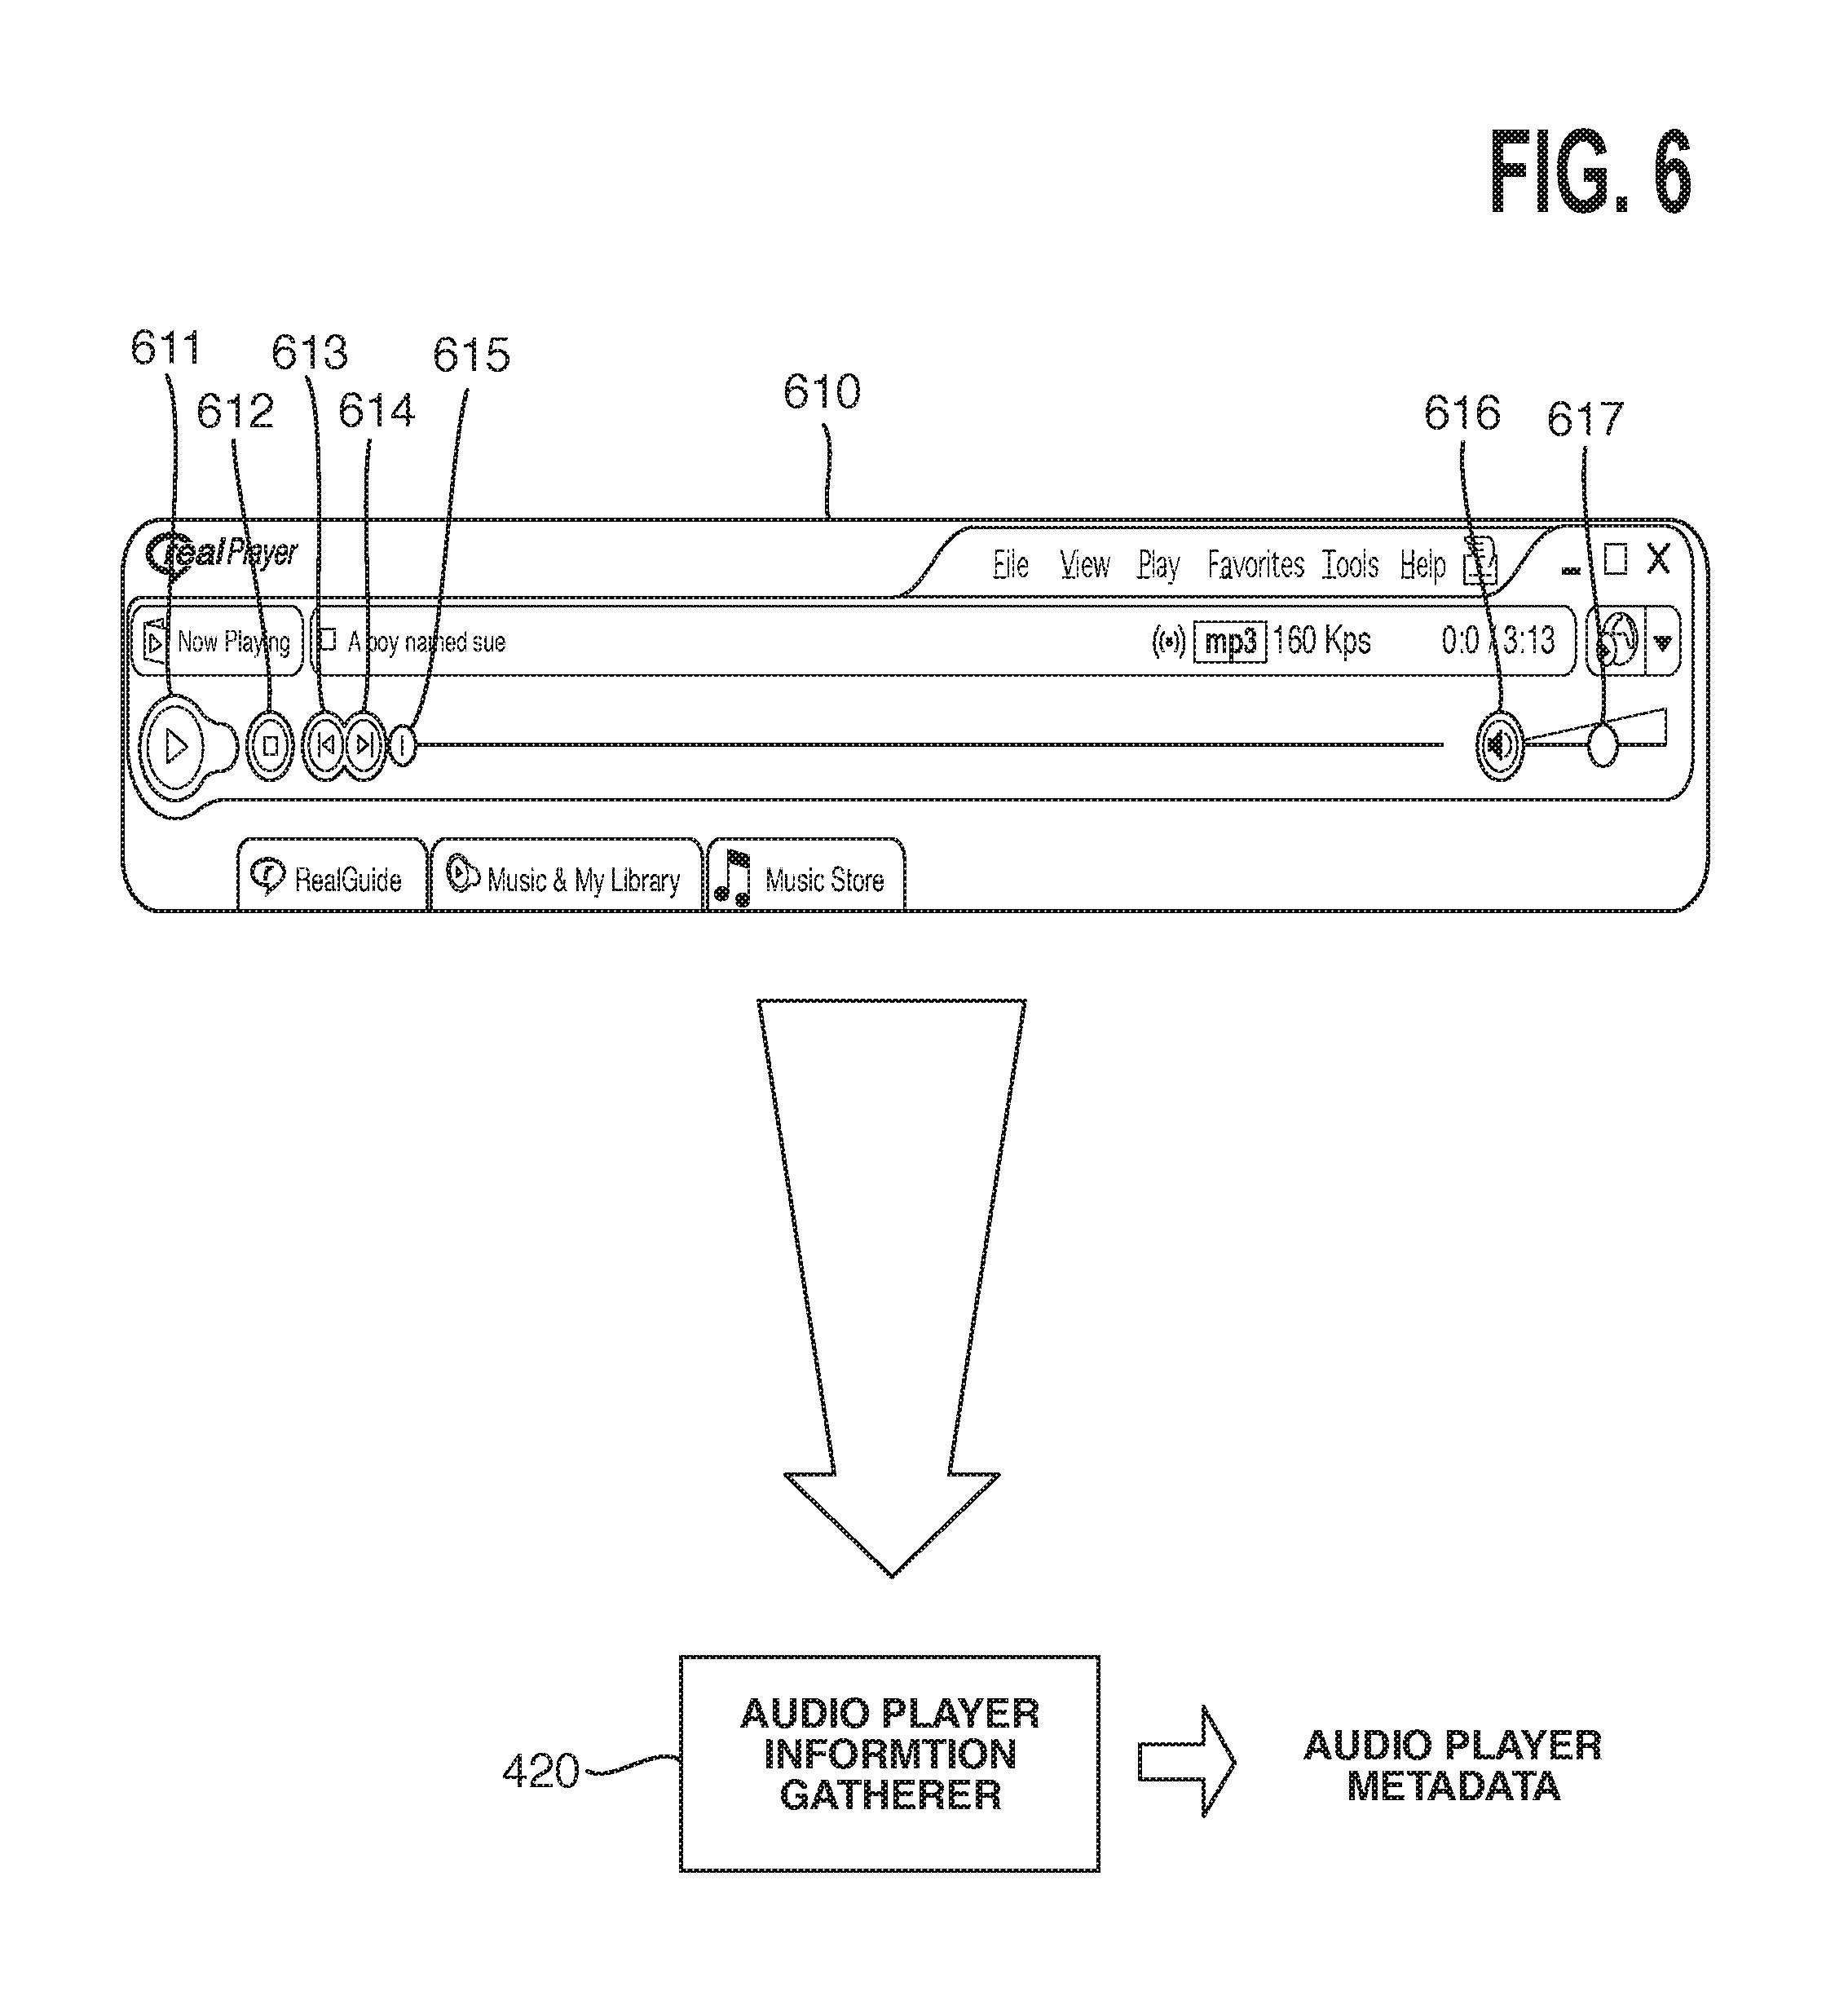 FIG. 6
611
613
615
612
614
610
616
617
realPlayer
File View Play Favorites Tools Help
Now Playing
A boy named sue
mp3 160 Kps 0:0 / 3:13
RealGuide
Music & My Library
Music Store
420
AUDIO PLAYER
INFORMTION
GATHERER
AUDIO PLAYER
METADATA